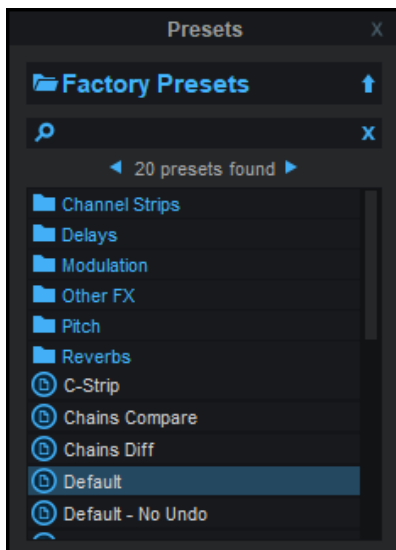 Presets X
Factory Presets
X
20 presets found
Channel Strips
Delays
Modulation
Other FX
Pitch
Reverbs
C-Strip
Chains Compare
Chains Diff
Default
Default - No Undo